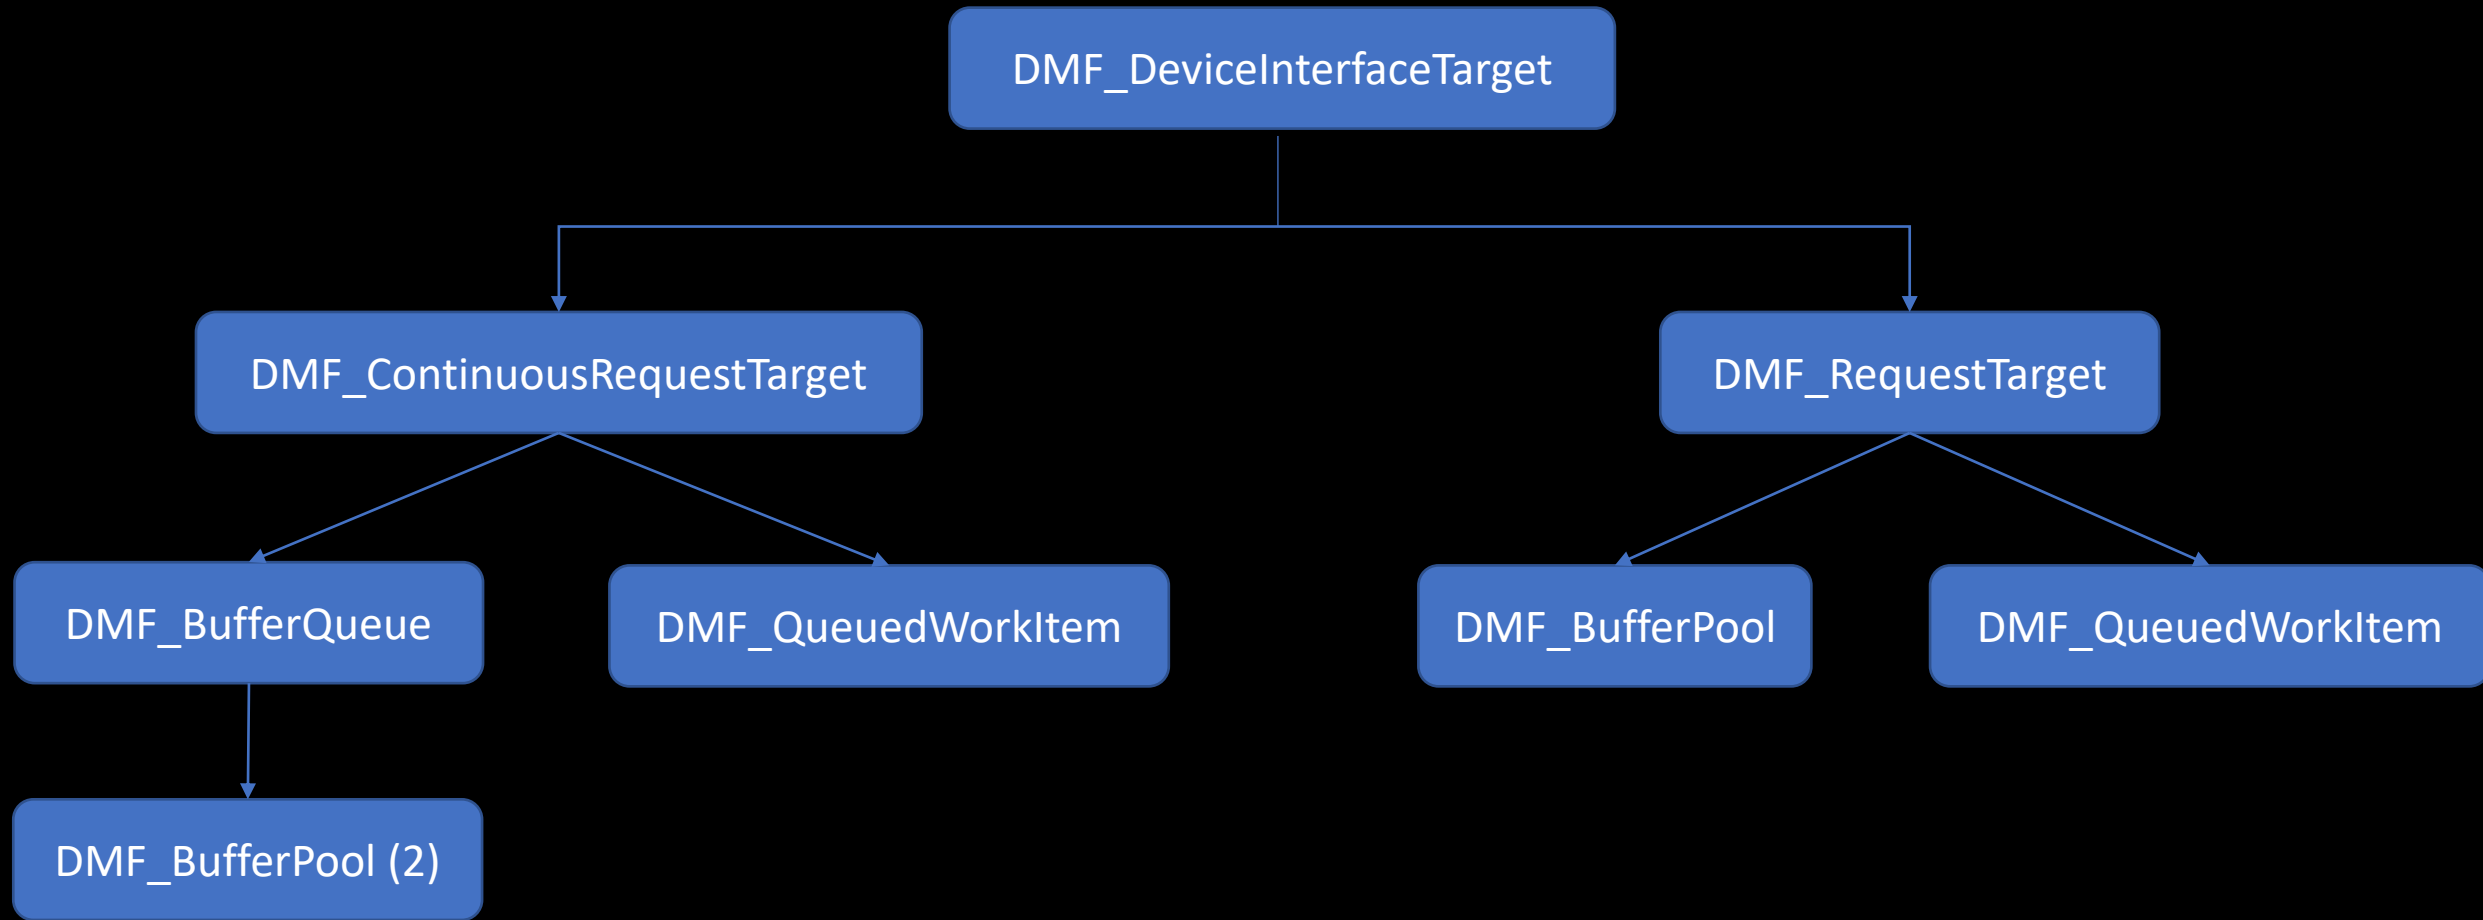 DMF_DeviceInterfaceTarget
DMF_ContinuousRequestTarget
DMF_RequestTarget
DMF_BufferQueue
DMF_QueuedWorkItem
DMF_BufferPool
DMF_QueuedWorkItem
DMF_BufferPool (2)